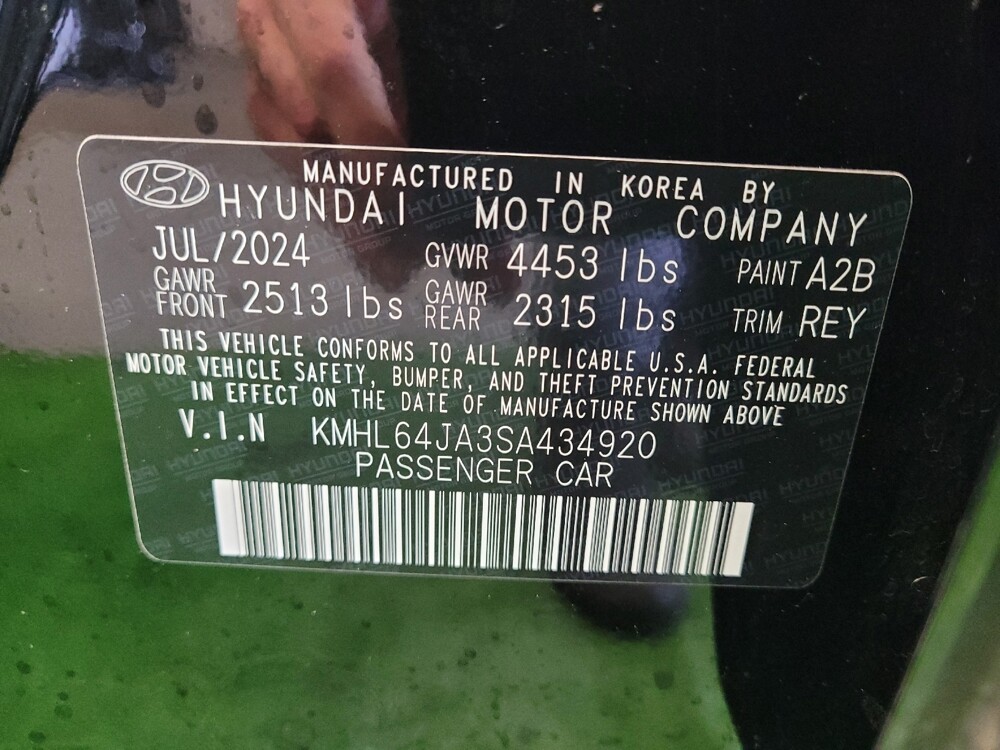 MANUFACTURED IN KOREA BY
HYUNDAI MOTOR COMPANY
JUL/2024 GVWR 4453 lbs PAINT A2B
GAWR FRONT 2513 lbs GAWR REAR 2315 lbs TRIM REY
THIS VEHICLE CONFORMS TO ALL APPLICABLE U.S.A. FEDERAL
MOTOR VEHICLE SAFETY, BUMPER, AND THEFT PREVENTION STANDARDS
IN EFFECT ON THE DATE OF MANUFACTURE SHOWN ABOVE
V.I.N KMHL64JA3SA434920
PASSENGER CAR